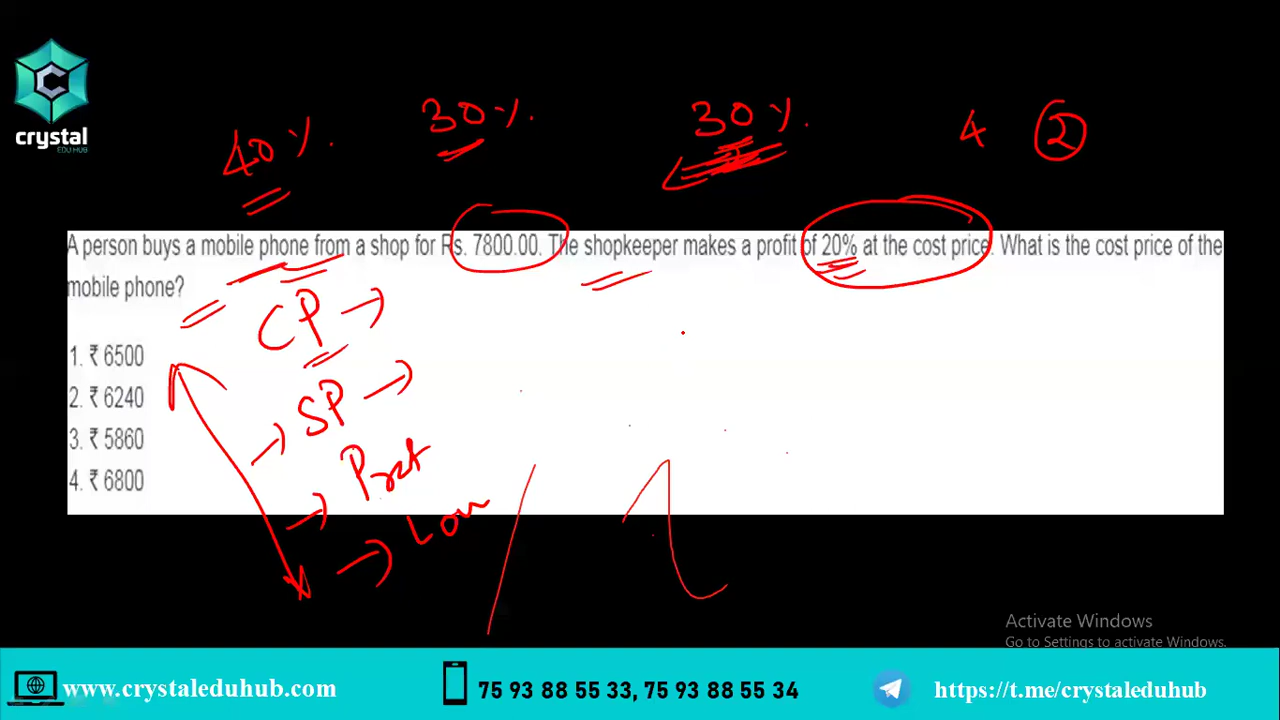 crystal
EDU HUB
40%.
30%.
30%.
4 2
A person buys a mobile phone from a shop for Rs. 7800.00. The shopkeeper makes a profit of 20% at the cost price. What is the cost price of the
mobile phone?
CP →
1. ₹ 6500
SP →
2. ₹ 6240
3. ₹ 5860
4. ₹ 6800
Activate Windows
Go to Settings to activate Windows.
www.crystaleduhub.com
75 93 88 55 33, 75 93 88 55 34
https://t.me/crystaleduhub